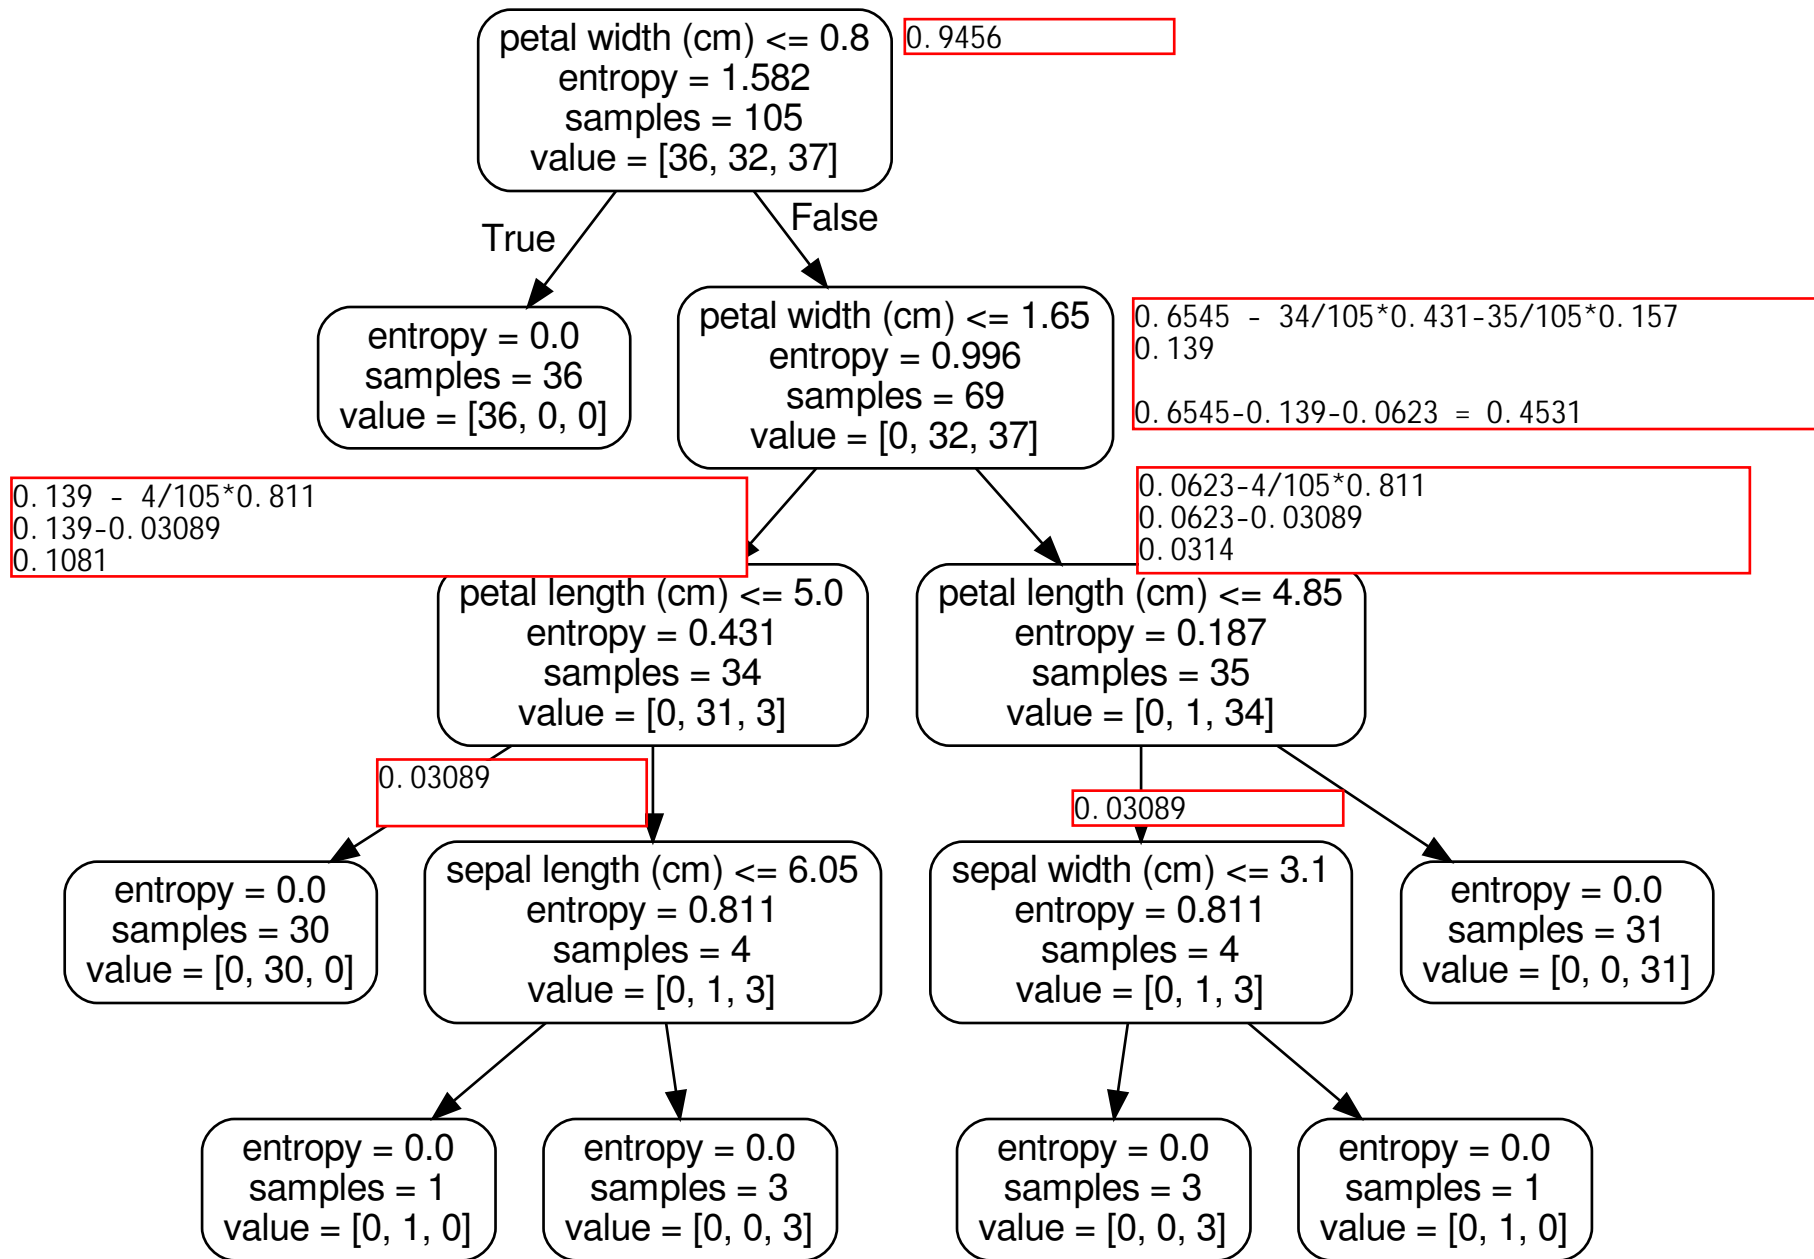 petal width (cm) <= 0.8
entropy = 1.582
samples = 105
value = [36, 32, 37]
0.9456
True
False
entropy = 0.0
samples = 36
value = [36, 0, 0]
petal width (cm) <= 1.65
entropy = 0.996
samples = 69
value = [0, 32, 37]
0.6545 - 34/105*0.431-35/105*0.157
0.139
0.6545-0.139-0.0623 = 0.4531
0.139 - 4/105*0.811
0.139-0.03089
0.1081
0.0623-4/105*0.811
0.0623-0.03089
0.0314
petal length (cm) <= 5.0
entropy = 0.431
samples = 34
value = [0, 31, 3]
petal length (cm) <= 4.85
entropy = 0.187
samples = 35
value = [0, 1, 34]
0.03089
0.03089
entropy = 0.0
samples = 30
value = [0, 30, 0]
sepal length (cm) <= 6.05
entropy = 0.811
samples = 4
value = [0, 1, 3]
sepal width (cm) <= 3.1
entropy = 0.811
samples = 4
value = [0, 1, 3]
entropy = 0.0
samples = 31
value = [0, 0, 31]
entropy = 0.0
samples = 1
value = [0, 1, 0]
entropy = 0.0
samples = 3
value = [0, 0, 3]
entropy = 0.0
samples = 3
value = [0, 0, 3]
entropy = 0.0
samples = 1
value = [0, 1, 0]